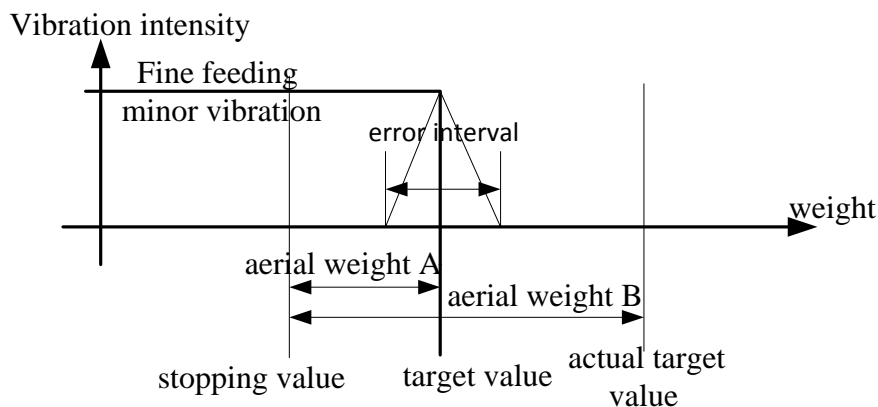 Vibration intensity
Fine feeding
minor vibration
error interval
weight
aerial weight A
aerial weight B
stopping value
target value
actual target
value